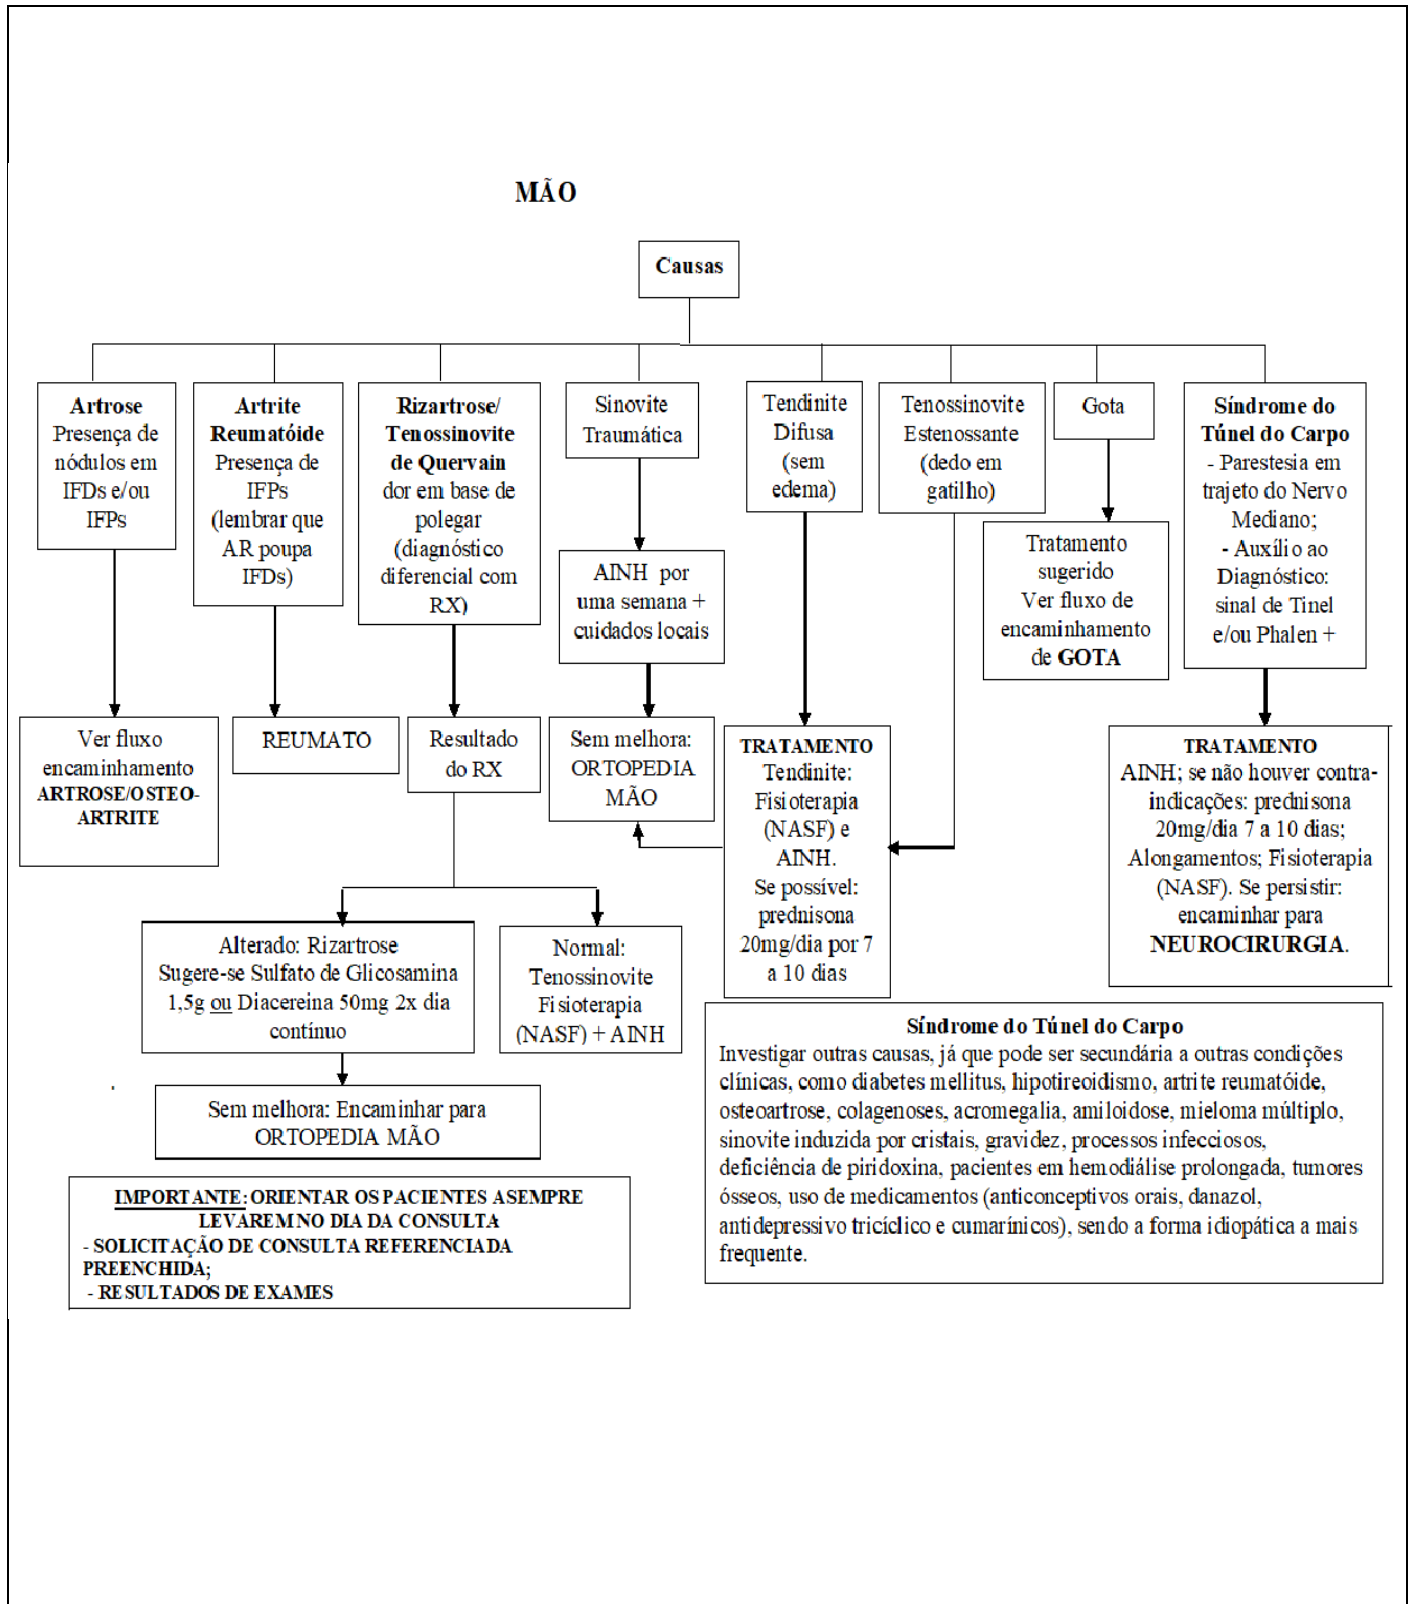 MÃO
Causas
Artrose
Presença de
nódulos em
IFDs e/ou
IFPs
Artrite
Reumatóide
Presença de
IFPs
(lembrar que
AR poupa
IFDs)
Rizartrose/
Tenossinovite
de Quervain
dor em base de
polegar
(diagnóstico
diferencial com
RX)
Sinovite
Traumática
Tendinite
Difusa
(sem
edema)
Tenossinovite
Estenossante
(dedo em
gatilho)
Gota
Síndrome do
Túnel do Carpo
- Parestesia em
trajeto do Nervo
Mediano;
- Auxílio ao
Diagnóstico:
sinal de Tinel
e/ou Phalen +
AINH por
uma semana +
cuidados locais
Tratamento
sugerido
Ver fluxo de
encaminhamento
de GOTA
Ver fluxo
encaminhamento
ARTROSE/OSTEO-
ARTRITE
REUMATO
Resultado
do RX
Sem melhora:
ORTOPEDIA
MÃO
TRATAMENTO
Tendinite:
Fisioterapia
(NASF) e
AINH.
Se possível:
prednisona
20mg/dia por 7
a 10 dias
TRATAMENTO
AINH; se não houver contra-
indicações: prednisona
20mg/dia 7 a 10 dias;
Alongamentos; Fisioterapia
(NASF). Se persistir:
encaminhar para
NEUROCIRURGIA.
Alterado: Rizartrose
Sugere-se Sulfato de Glicosamina
1,5g ou Diacereina 50mg 2x dia
contínuo
Normal:
Tenossinovite
Fisioterapia
(NASF) + AINH
Sem melhora: Encaminhar para
ORTOPEDIA MÃO
Síndrome do Túnel do Carpo
Investigar outras causas, já que pode ser secundária a outras condições
clínicas, como diabetes mellitus, hipotireoidismo, artrite reumatóide,
osteoartrose, colagenoses, acromegalia, amiloidose, mieloma múltiplo,
sinovite induzida por cristais, gravidez, processos infecciosos,
deficiência de piridoxina, pacientes em hemodiálise prolongada, tumores
ósseos, uso de medicamentos (anticonceptivos orais, danazol,
antidepressivo tricíclico e cumarínicos), sendo a forma idiopática a mais
frequente.
IMPORTANTE: ORIENTAR OS PACIENTES ASEMPRE
LEVAREM NO DIA DA CONSULTA
- SOLICITAÇÃO DE CONSULTA REFERENCIADA
PREENCHIDA;
- RESULTADOS DE EXAMES